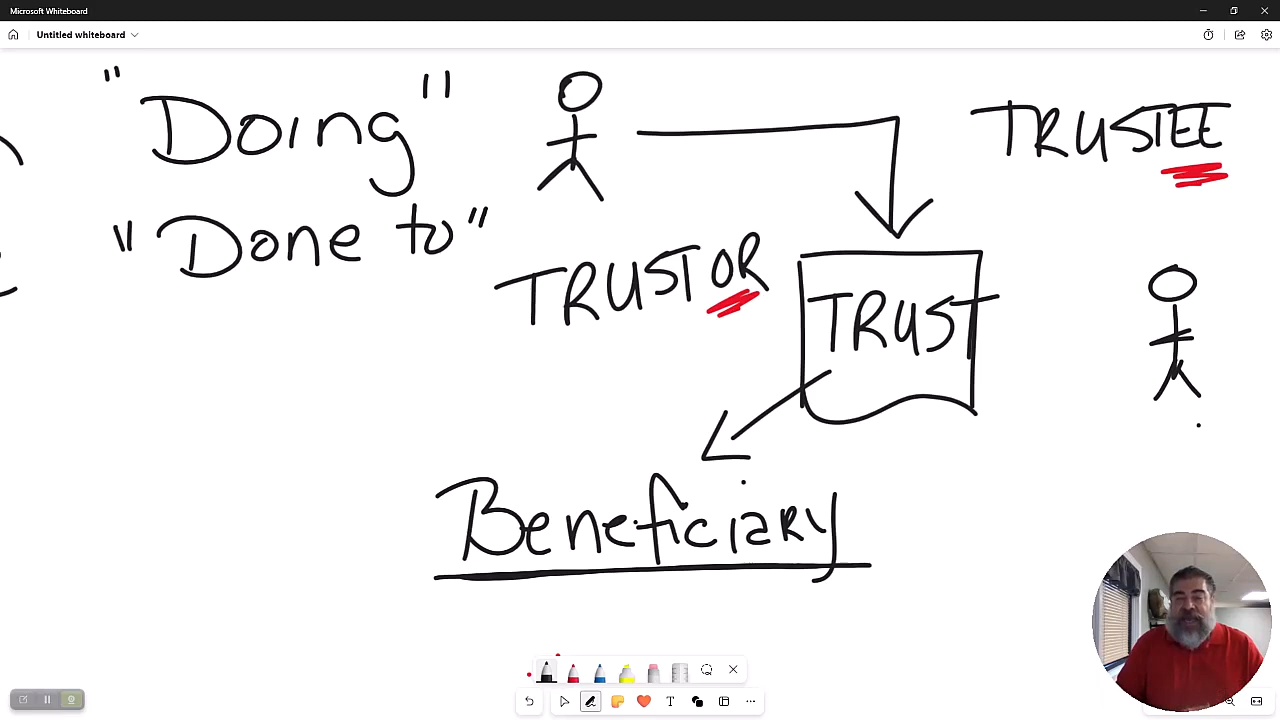 Microsoft Whiteboard
Untitled whiteboard
"Doing"
"Done to"
TRUSTEE
TRUSTOR
TRUST
Beneficiary
T